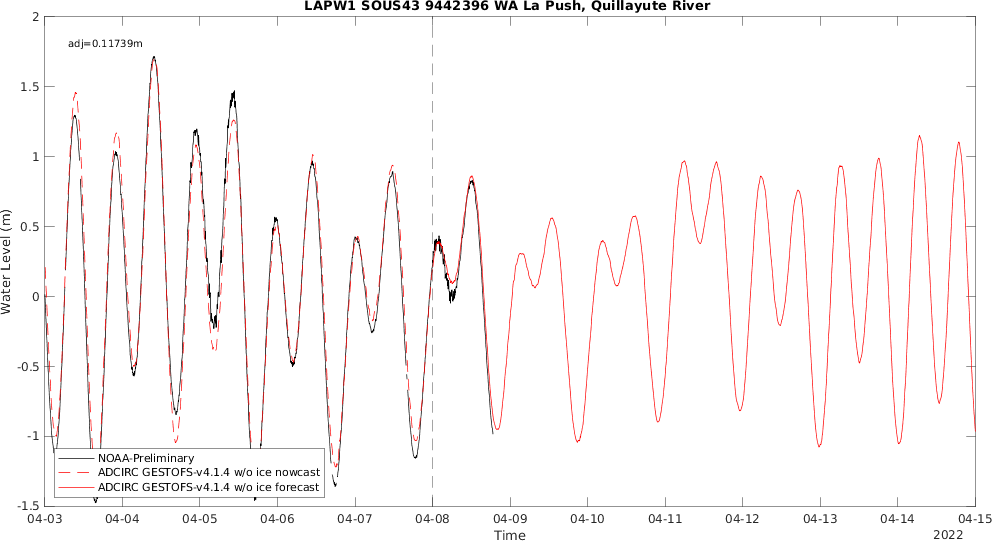 LAPW1 SOUS43 9442396 WA La Push, Quillayute River
adj=0.11739m
2
1.5
1
0.5
0
-0.5
-1
-1.5
Water Level (m)
NOAA-Preliminary
ADCIRC GESTOFS-v4.1.4 w/o ice nowcast
ADCIRC GESTOFS-v4.1.4 w/o ice forecast
04-03 04-04 04-05 04-06 04-07 04-08 04-09 04-10 04-11 04-12 04-13 04-14 04-15
Time
2022